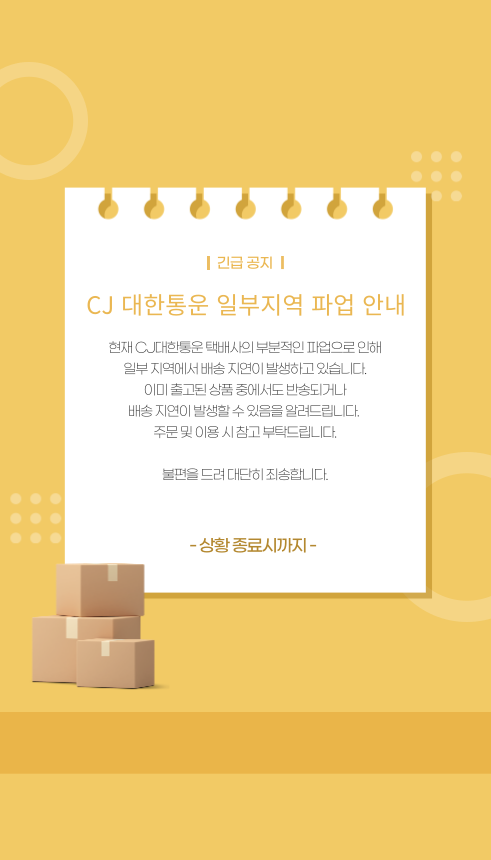 긴급 공지
CJ 대한통운 일부지역 파업 안내
현재 CJ대한통운 택배사의 부분적인 파업으로 인해
일부 지역에서 배송 지연이 발생하고 있습니다.
이미 출고된 상품 중에서도 반송되거나
배송 지연이 발생할 수 있음을 알려드립니다.
주문 및 이용 시 참고 부탁드립니다.
불편을 드려 대단히 죄송합니다.
- 상황 종료시까지 -